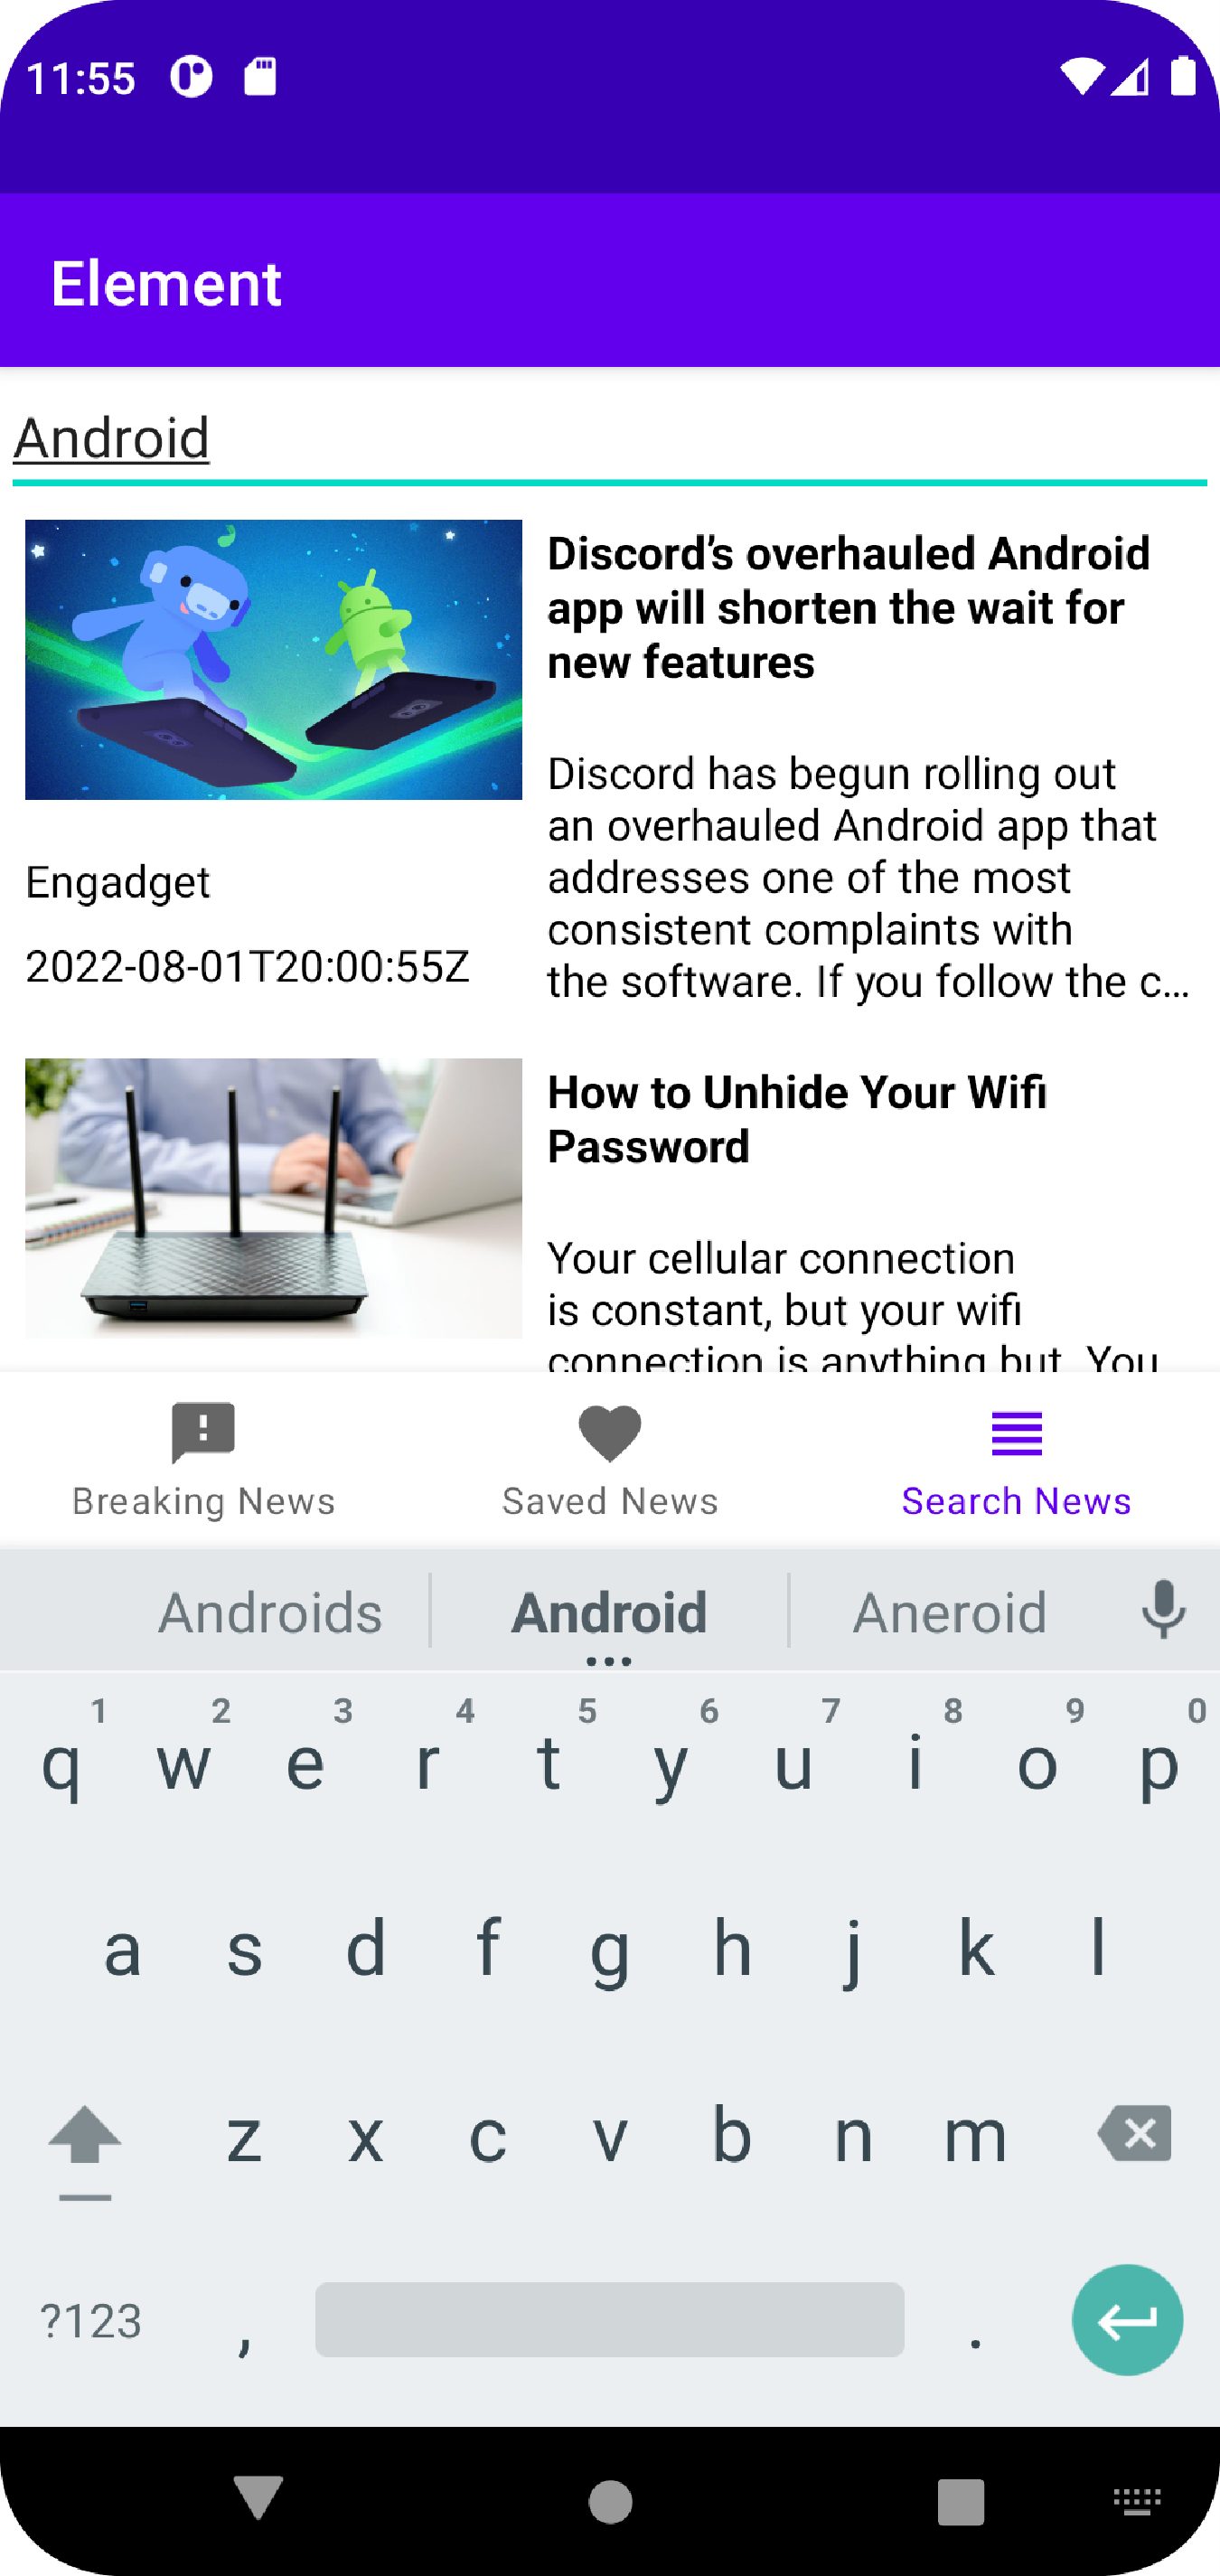 11:55
Element
Android
Discord's overhauled Android
app will shorten the wait for
new features
Discord has begun rolling out
an overhauled Android app that
addresses one of the most
consistent complaints with
the software. If you follow the c...
Engadget
2022-08-01T20:00:55Z
How to Unhide Your Wifi
Password
Your cellular connection
is constant, but your wifi
connection is anything but. You
Breaking News
Saved News
Search News
Androids
Android
Aneroid
1 2 3 4 5 6 7 8 9 0
q w e r t y u i o p
a s d f g h j k l
z x c v b n m
?123 , .